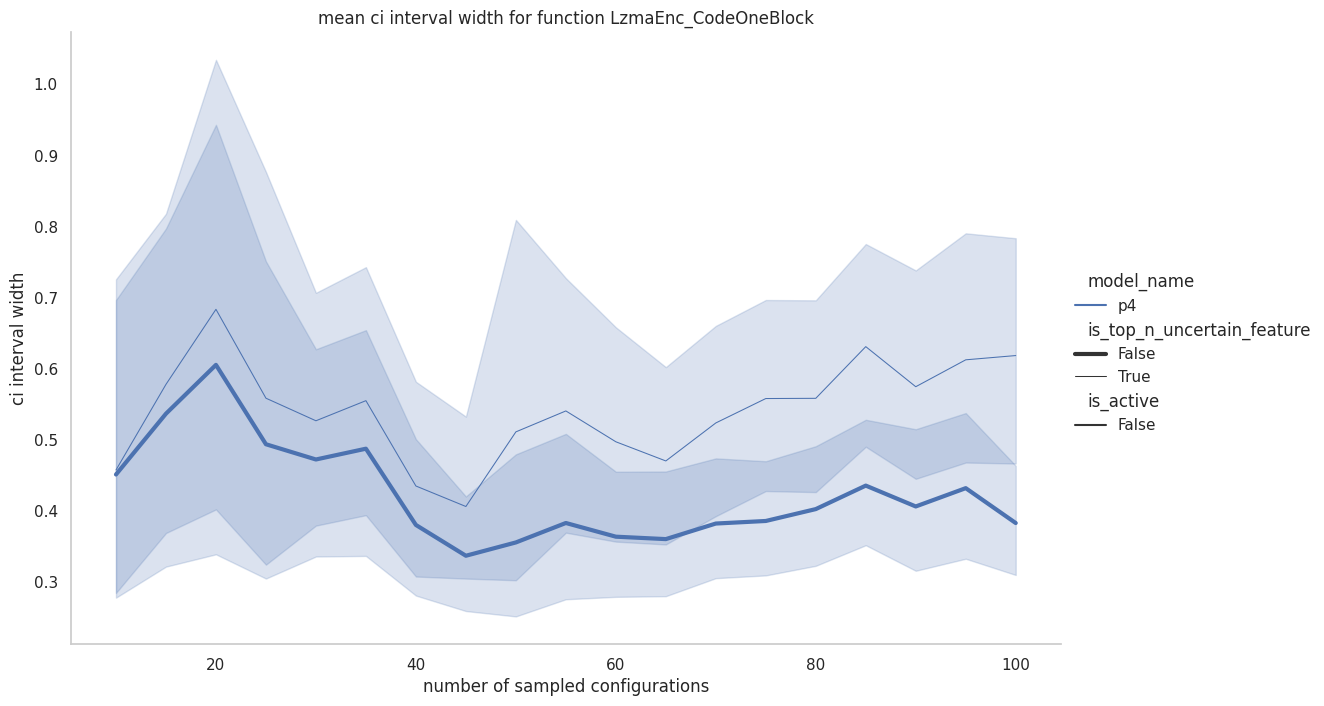 mean ci interval width for function LzmaEnc_CodeOneBlock
ci interval width
1.0
0.9
0.8
0.7
0.6
0.5
0.4
0.3
20
40
60
80
100
number of sampled configurations
model_name
p4
is_top_n_uncertain_feature
False
True
is_active
False